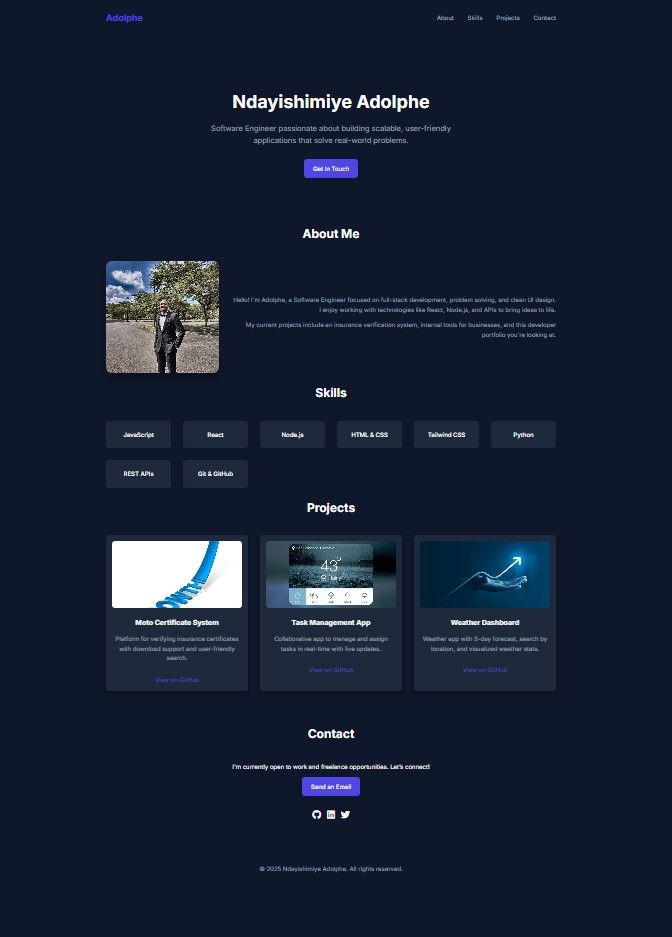 Adolphe
About Skills Projects Contact
Ndayishimiye Adolphe
Software Engineer passionate about building scalable, user-friendly
applications that solve real-world problems.
Get In Touch
About Me
Hello! I'm Adolphe, a Software Engineer focused on full-stack development, problem solving, and clean UI design.
I enjoy working with technologies like React, Node.js, and APIs to bring ideas to life.
My current projects include an insurance verification system, internal tools for businesses, and this developer
portfolio you're looking at.
Skills
JavaScript React Node.js HTML & CSS Tailwind CSS Python
REST APIs Git & GitHub
Projects
43°
Moto Certificate System
Platform for verifying insurance certificates
with download support and user-friendly
search.
View on GitHub
Task Management App
Collaborative app to manage and assign
tasks in real-time with live updates.
View on GitHub
Weather Dashboard
Weather app with 5-day forecast, search by
location, and visualized weather stats.
View on GitHub
Contact
I'm currently open to work and freelance opportunities. Let's connect!
Send an Email
© 2025 Ndayishimiye Adolphe. All rights reserved.